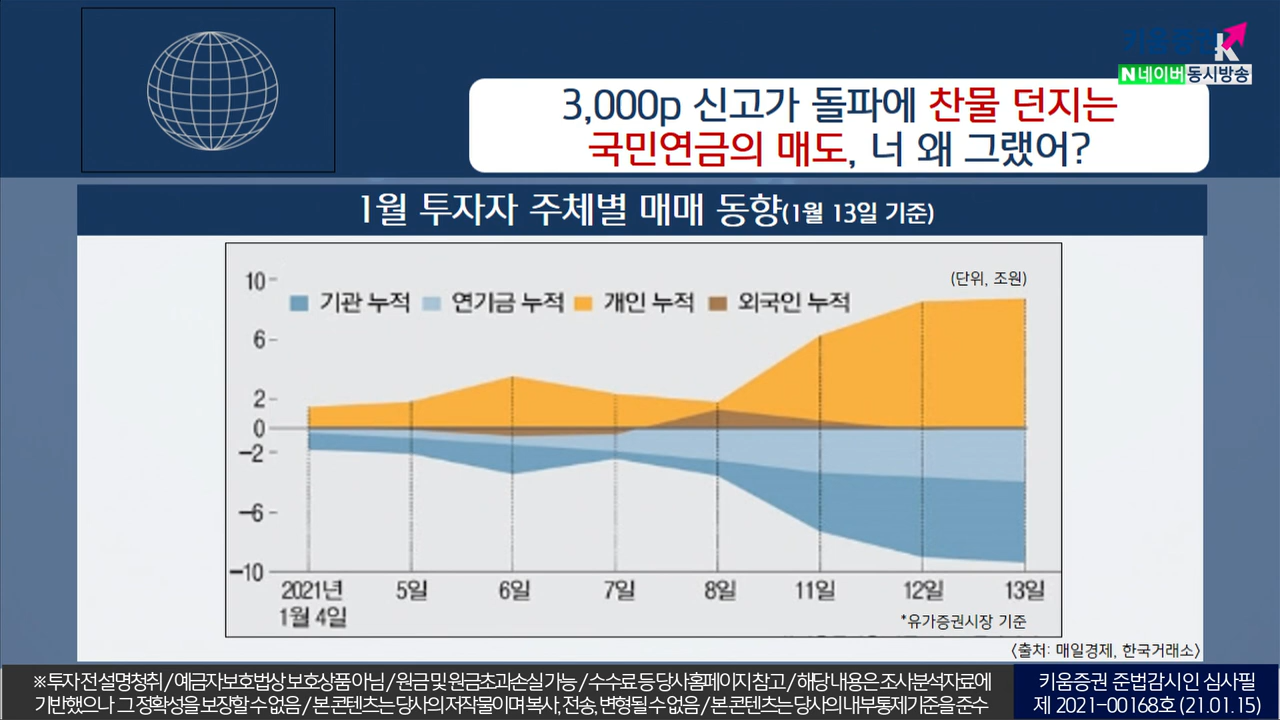 키움증권
N 네이버 동시방송
3,000p 신고가 돌파에 찬물 던지는
국민연금의 매도, 너 왜 그랬어?
1월 투자자 주체별 매매 동향(1월 13일 기준)
(단위, 조원)
기관 누적 연기금 누적 개인 누적 외국인 누적
10
6
2
0
-2
-6
-10
2021년 5일 6일 7일 8일 11일 12일 13일
1월 4일
*유가증권시장 기준
<출처: 매일경제, 한국거래소>
※투자 전 설명청취 / 예금자보호법상 보호상품 아님 / 원금 및 원금초과손실 가능 / 수수료 등 당사홈페이지 참고 / 해당 내용은 조사분석자료에
기반했으나 그 정확성을 보장할 수 없음 / 본 콘텐츠는 당사의 저작물이며 복사, 전송, 변형될 수 없음 / 본 콘텐츠는 당사의 내부통제기준을 준수
키움증권 준법감시인 심사필
제 2021-00168호 (21.01.15)